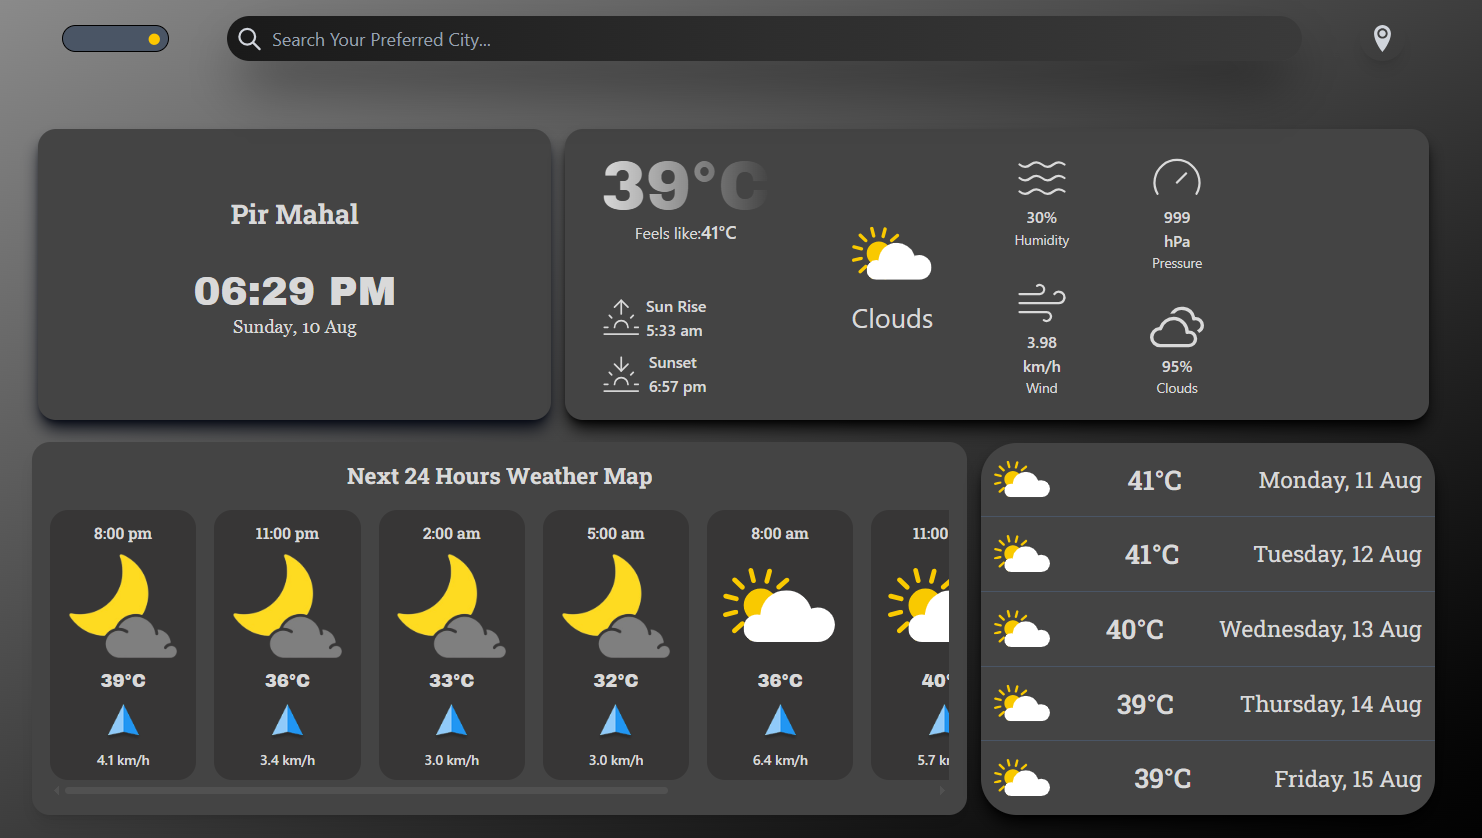 Search Your Preferred City...
Pir Mahal
06:29 PM
Sunday, 10 Aug
39°C
Feels like:41°C
Sun Rise
5:33 am
Sunset
6:57 pm
Clouds
30%
Humidity
999
hPa
Pressure
3.98
km/h
Wind
95%
Clouds
Next 24 Hours Weather Map
8:00 pm
39°C
4.1 km/h
11:00 pm
36°C
3.4 km/h
2:00 am
33°C
3.0 km/h
5:00 am
32°C
3.0 km/h
8:00 am
36°C
6.4 km/h
11:00
40°
5.7 k
41°C Monday, 11 Aug
41°C Tuesday, 12 Aug
40°C Wednesday, 13 Aug
39°C Thursday, 14 Aug
39°C Friday, 15 Aug